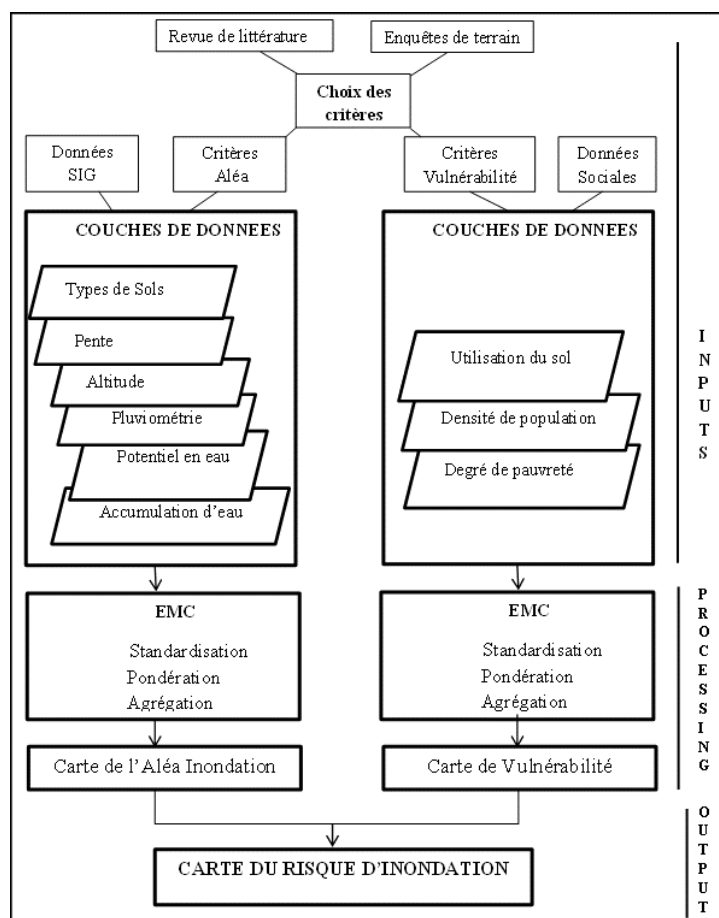 Revue de littérature
Enquêtes de terrain
Choix des
critères
Données
SIG
Critères
Aléa
Critères
Vulnérabilité
Données
Sociales
COUCHES DE DONNEES
Types de Sols
Pente
Altitude
Pluviométrie
Potentiel en eau
Accumulation d'eau
COUCHES DE DONNEES
Utilisation du sol
Densité de population
Degré de pauvreté
INPUTS
EMC
Standardisation
Pondération
Agrégation
EMC
Standardisation
Pondération
Agrégation
Carte de l'Aléa Inondation
Carte de Vulnérabilité
PROCESSING
CARTE DU RISQUE D'INONDATION
OUTPUT